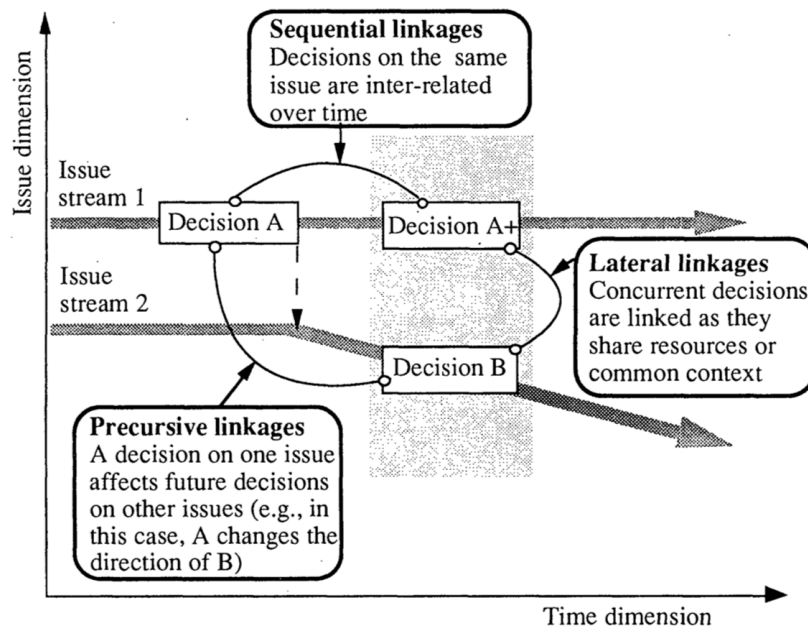 Issue dimension
Sequential linkages
Decisions on the same
issue are inter-related
over time
Issue
stream 1
Decision A
Decision A+
Issue
stream 2
Lateral linkages
Concurrent decisions
are linked as they
share resources or
common context
Decision B
Precursive linkages
A decision on one issue
affects future decisions
on other issues (e.g., in
this case, A changes the
direction of B)
Time dimension